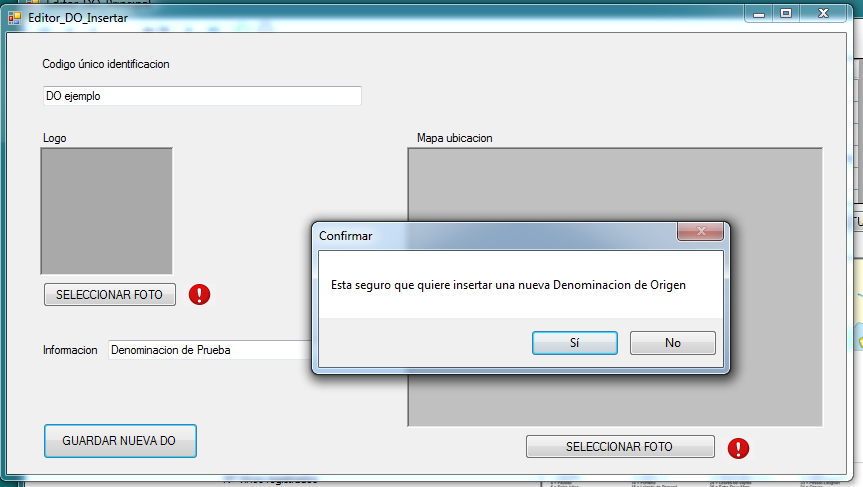 Editor_DO_Insertar
Codigo único identificacion
DO ejemplo
Logo
Mapa ubicacion
Confirmar
Esta seguro que quiere insertar una nueva Denominacion de Origen
Sí
No
SELECCIONAR FOTO
Informacion
Denominacion de Prueba
GUARDAR NUEVA DO
SELECCIONAR FOTO